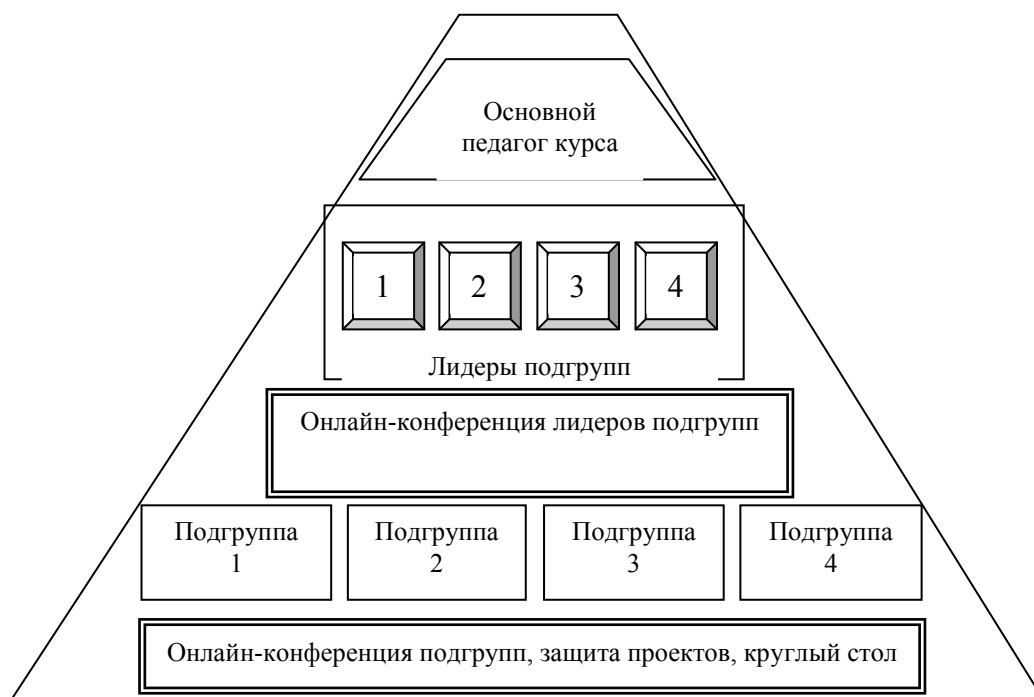 Основной
педагог курса
1 2 3 4
Лидеры подгрупп
Онлайн-конференция лидеров подгрупп
Подгруппа Подгруппа Подгруппа Подгруппа
1 2 3 4
Онлайн-конференция подгрупп, защита проектов, круглый стол